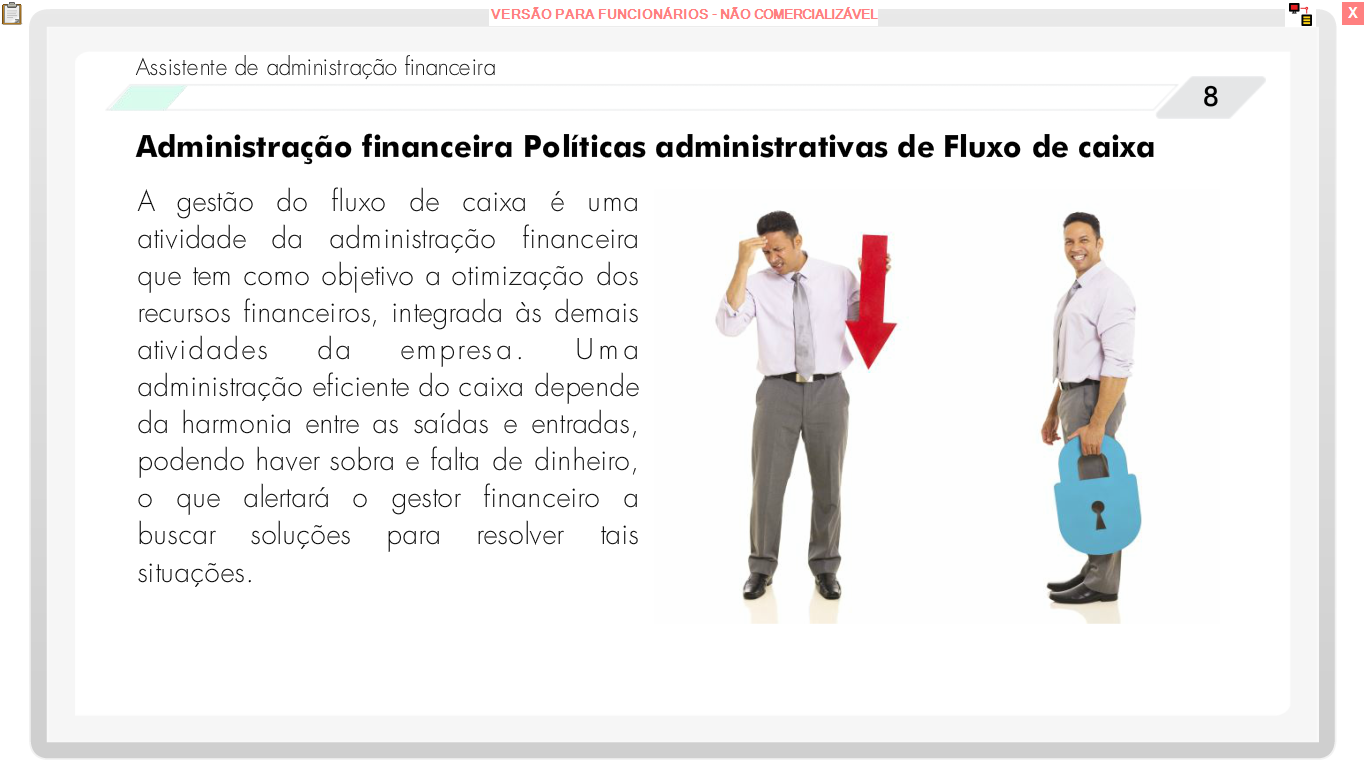 VERSÃO PARA FUNCIONÁRIOS - NÃO COMERCIALIZÁVEL
X
Assistente de administração financeira
8
Administração financeira Políticas administrativas de Fluxo de caixa
A gestão do fluxo de caixa é uma
atividade da administração financeira
que tem como objetivo a otimização dos
recursos financeiros, integrada às demais
atividades da empresa. Uma
administração eficiente do caixa depende
da harmonia entre as saídas e entradas,
podendo haver sobra e falta de dinheiro,
o que alertará o gestor financeiro a
buscar soluções para resolver tais
situações.